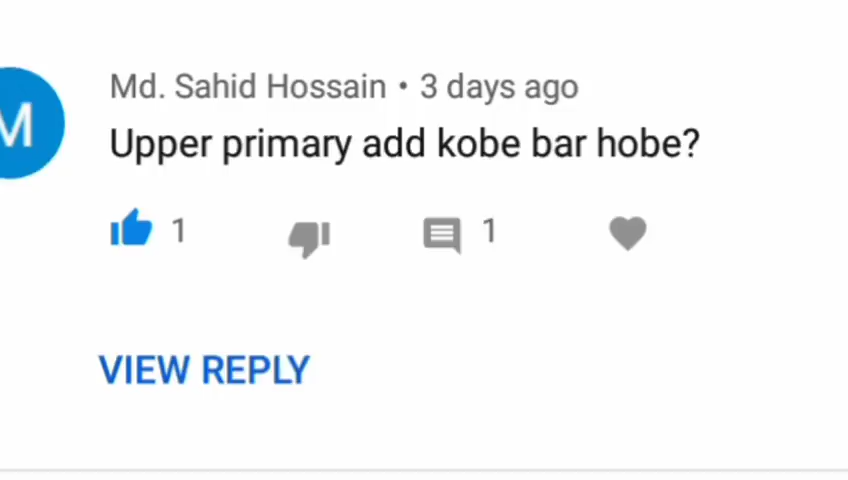 M
Md. Sahid Hossain • 3 days ago
Upper primary add kobe bar hobe?
1 1
VIEW REPLY